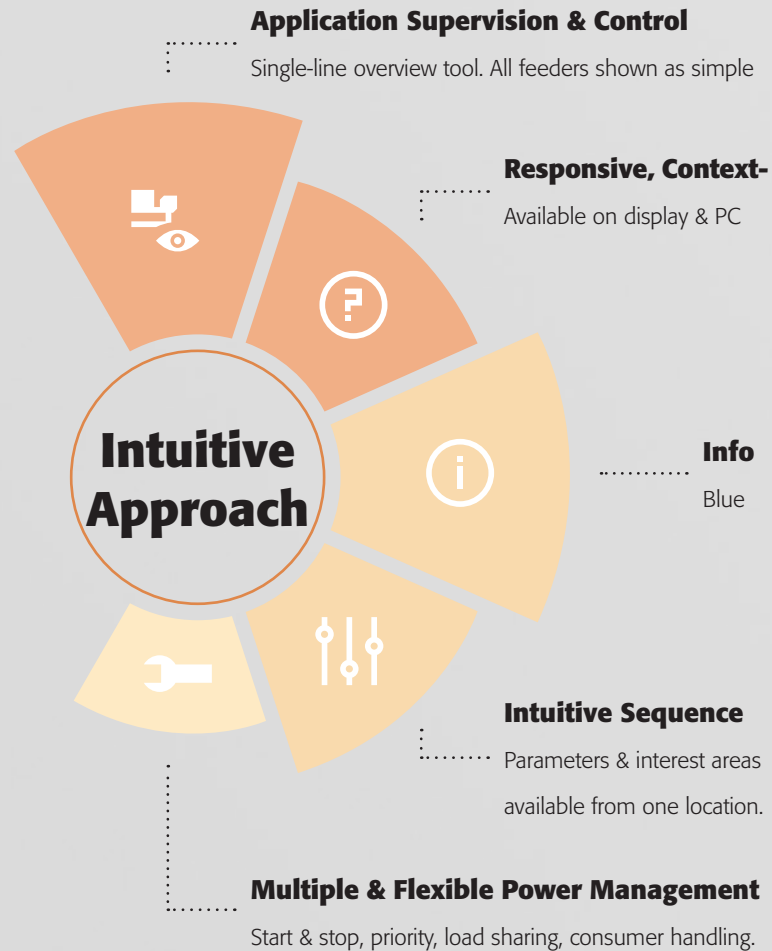 Application Supervision & Control
Single-line overview tool. All feeders shown as simple
Responsive, Context-
Available on display & PC
Intuitive
Approach
Info
Blue
Intuitive Sequence
Parameters & interest areas
available from one location.
Multiple & Flexible Power Management
Start & stop, priority, load sharing, consumer handling.